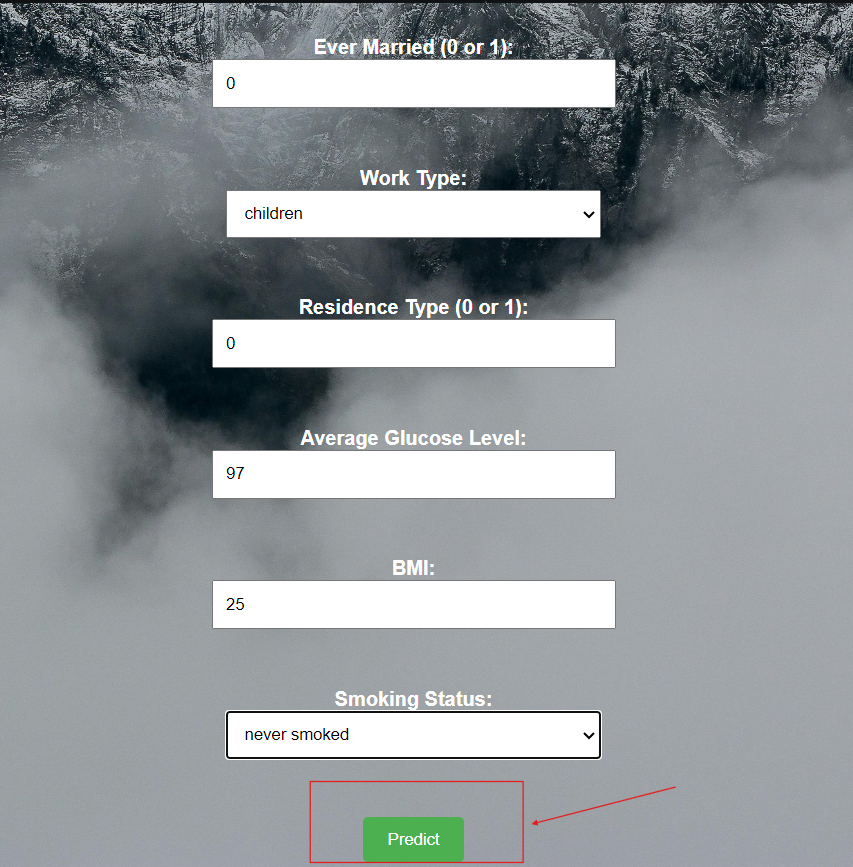 Ever Married (0 or 1):
0
Work Type:
children
Residence Type (0 or 1):
0
Average Glucose Level:
97
BMI:
25
Smoking Status:
never smoked
Predict